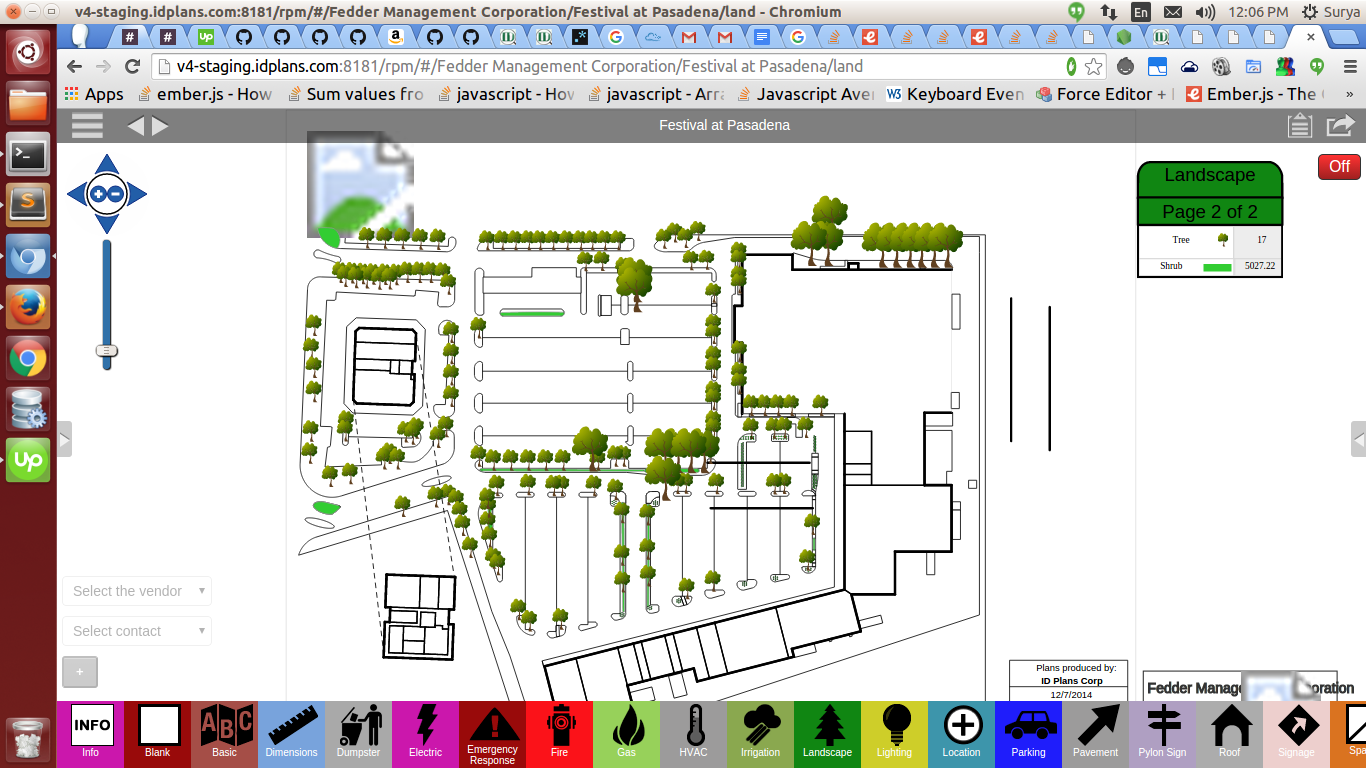 v4-staging.idplans.com:8181/rpm/#/Fedder Management Corporation/Festival at Pasadena/land - Chromium
En
12:06 PM
Surya
v4-staging.idplans.com:8181/rpm/#/Fedder Management Corporation/Festival at Pasadena/land
Apps
ember.js - How
Sum values fro
javascript - Hov
javascript - Arra
Javascript Aver
W3
Keyboard Even
Force Editor +
Ember.js - The
»
Festival at Pasadena
Off
Landscape
Page 2 of 2
Tree 17
Shrub 5027.22
Select the vendor
Select contact
+
Plans produced by:
ID Plans Corp
12/7/2014
INFO
Info
Blank
ABC
Basic
Dimensions
Dumpster
Electric
Emergency
Response
Fire
Gas
HVAC
Irrigation
Landscape
Lighting
Location
Parking
Pavement
Pylon Sign
Roof
Signage
Spa
Up